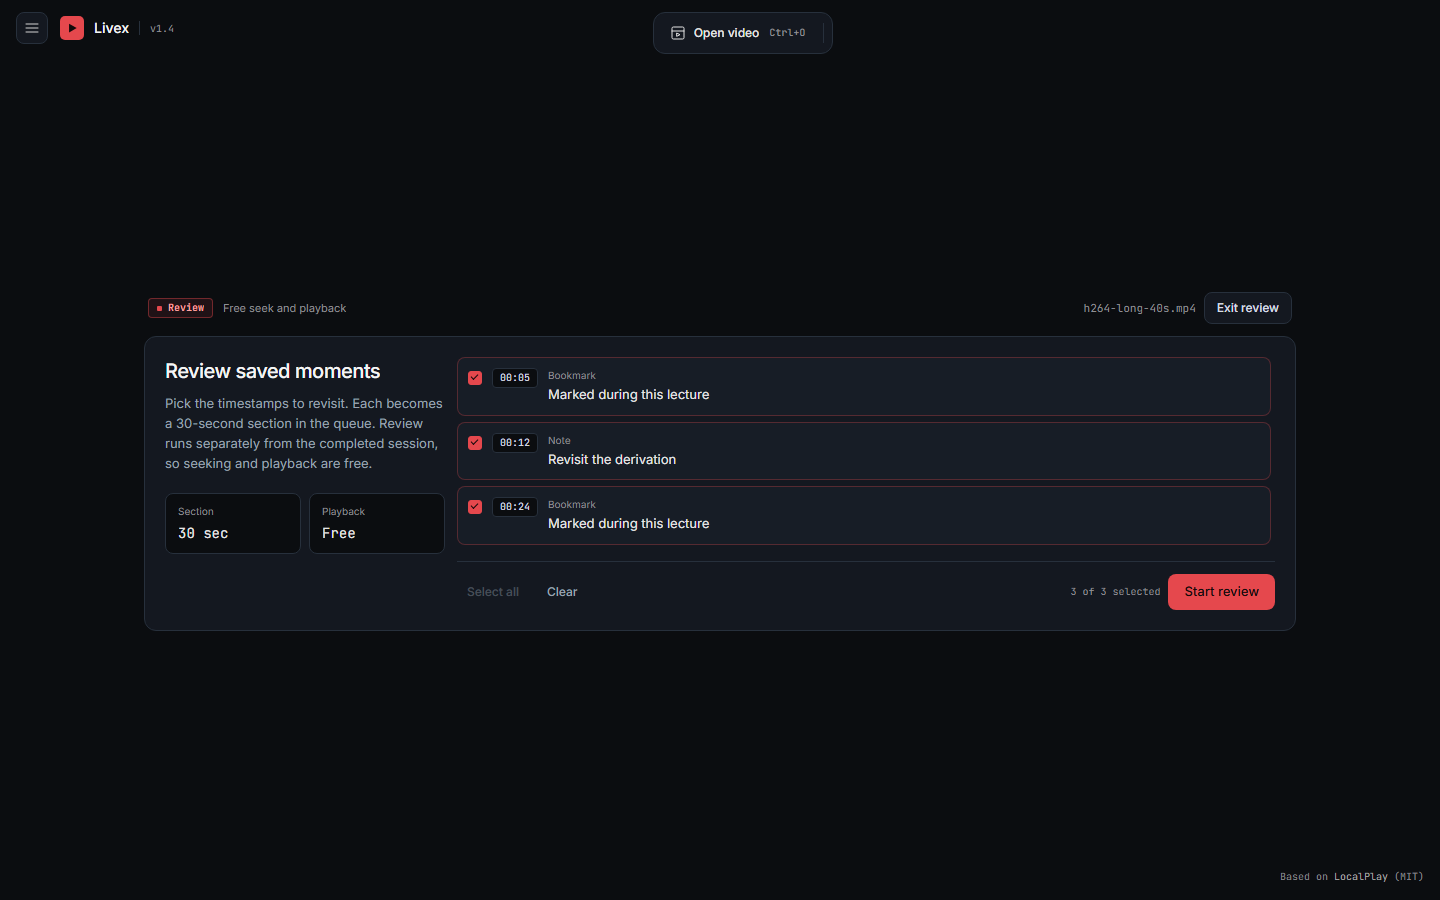 Livex
v1.4
Open video Ctrl+O
Review
Free seek and playback
h264-long-40s.mp4
Exit review
Review saved moments
Pick the timestamps to revisit. Each becomes
a 30-second section in the queue. Review
runs separately from the completed session,
so seeking and playback are free.
Section
30 sec
Playback
Free
00:05
Bookmark
Marked during this lecture
00:12
Note
Revisit the derivation
00:24
Bookmark
Marked during this lecture
Select all
Clear
3 of 3 selected
Start review
Based on LocalPlay (MIT)